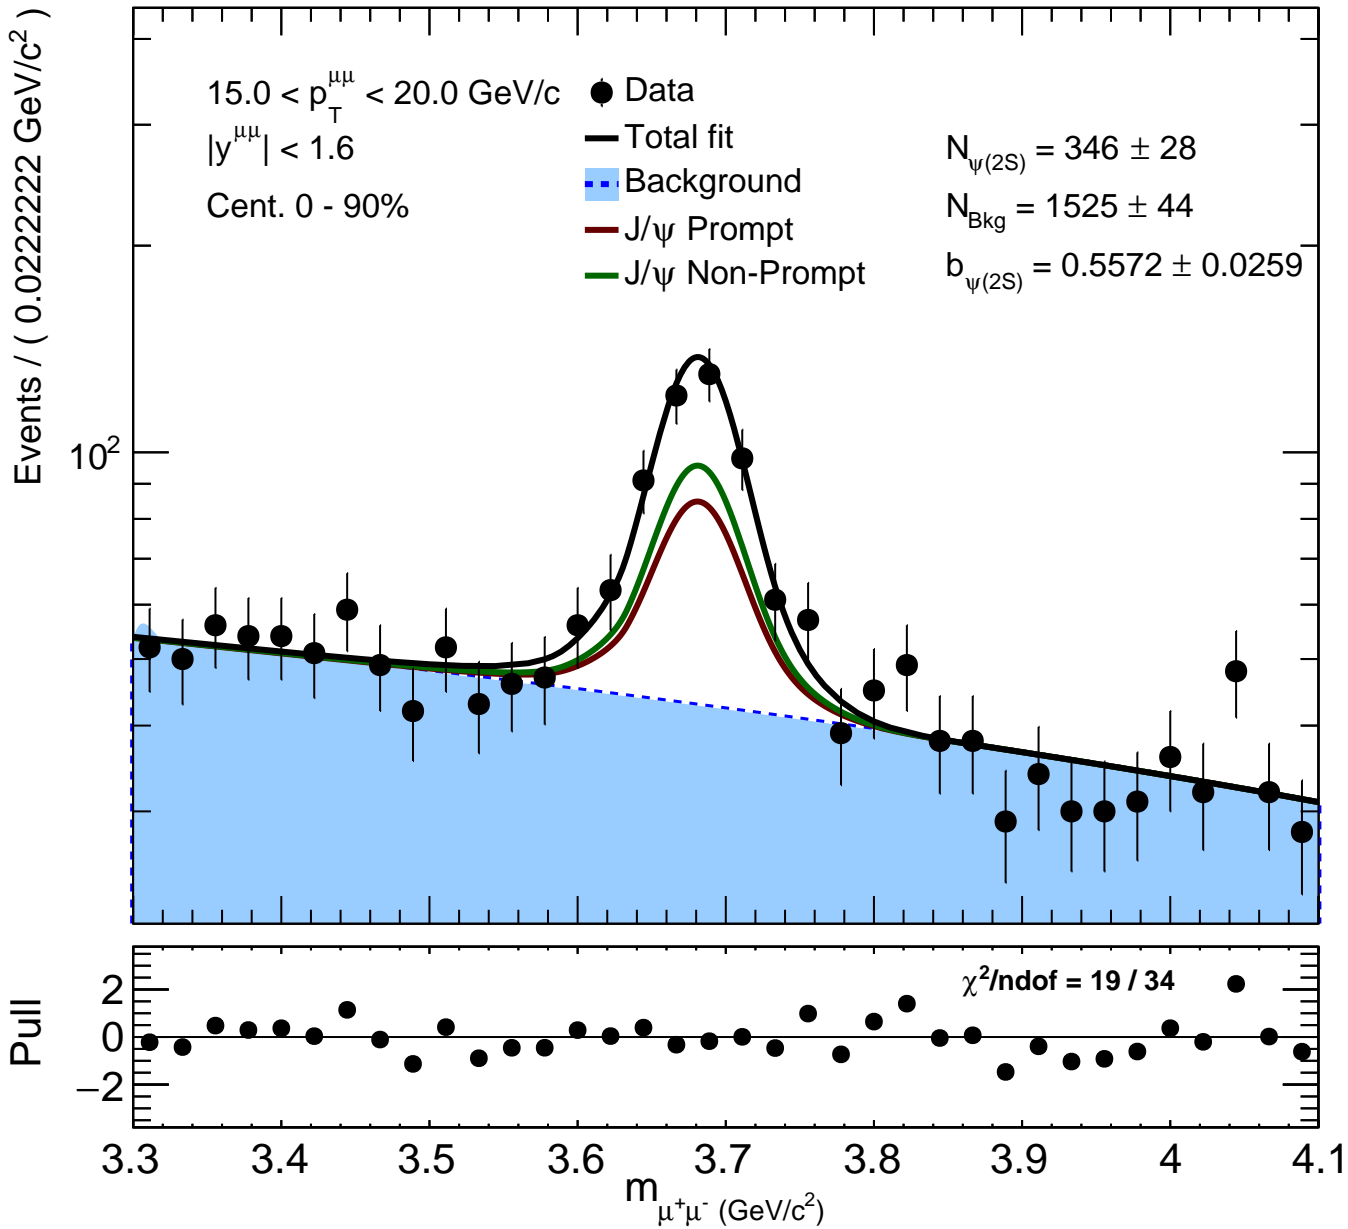 Events / ( 0.0222222 GeV/c²)
15.0 < p_T^μμ < 20.0 GeV/c
|y^μμ| < 1.6
Cent. 0 - 90%
Data
Total fit
Background
J/ψ Prompt
J/ψ Non-Prompt
N_ψ(2S) = 346 ± 28
N_Bkg = 1525 ± 44
b_ψ(2S) = 0.5572 ± 0.0259
10²
Pull
2
0
−2
χ²/ndof = 19 / 34
3.3 3.4 3.5 3.6 3.7 3.8 3.9 4 4.1
m_μ⁺μ⁻ (GeV/c²)